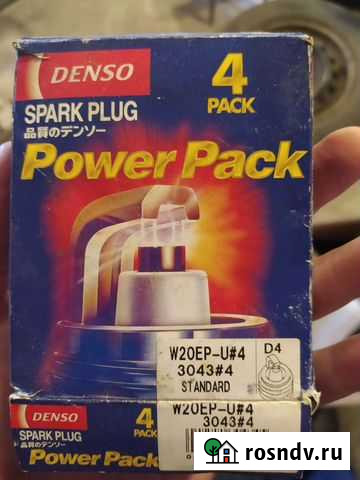 DENSO
4
PACK
SPARK PLUG
品質のデンソー
Power Pack
W20EP-U#4
3043#4
STANDARD
D4
DENSO
4
PACK
SPARK PLUG
品質のデンソー
Power Pack
W20EP-U#4
3043#4
rosndv.ru